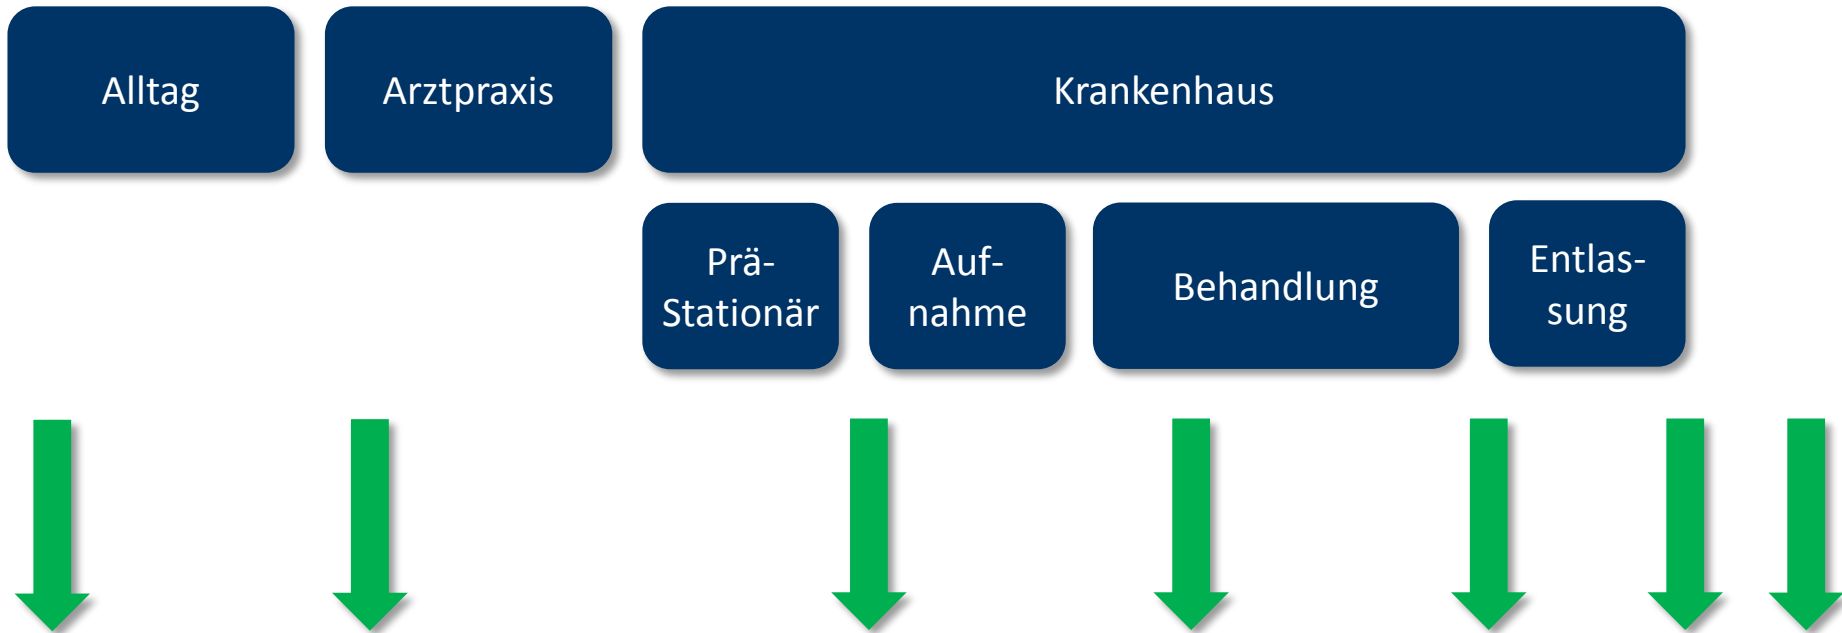 Alltag
Arztpraxis
Krankenhaus
Prä-
Stationär
Auf-
nahme
Behandlung
Entlas-
sung